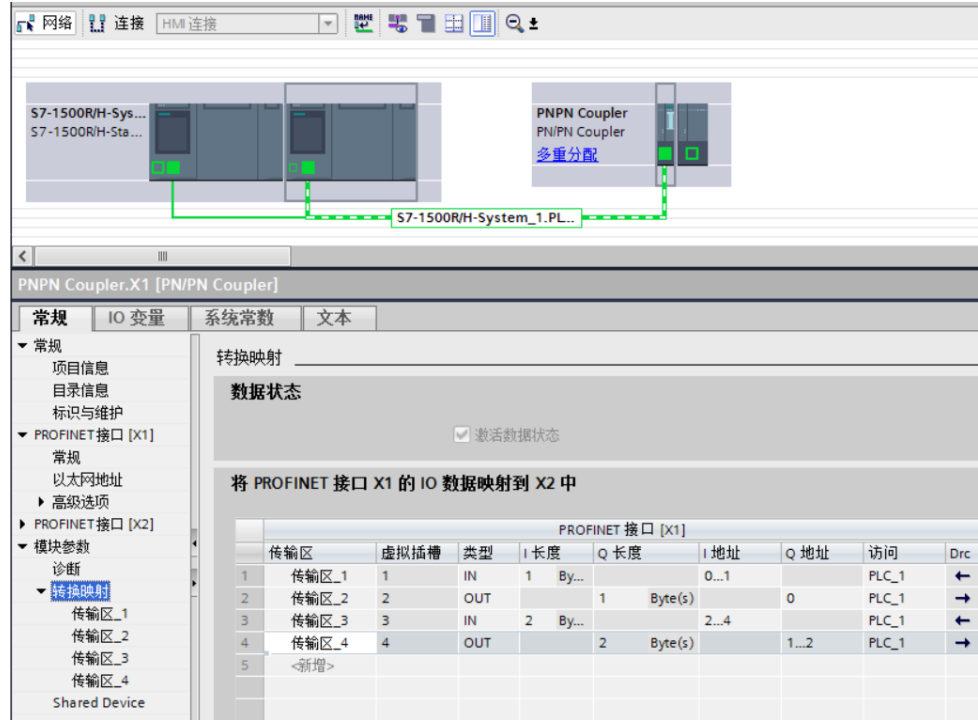 网络 连接 HMI 连接
S7-1500R/H-Sys...
S7-1500R/H-Sta...
PNPN Coupler
PN/PN Coupler
多重分配
S7-1500R/H-System_1.PL...
PNPN Coupler.X1 [PN/PN Coupler]
常规 IO 变量 系统常数 文本
常规
项目信息
目录信息
标识与维护
PROFINET接口 [X1]
常规
以太网地址
高级选项
PROFINET接口 [X2]
模块参数
诊断
转换映射
传输区_1
传输区_2
传输区_3
传输区_4
Shared Device
转换映射
数据状态
激活数据状态
将 PROFINET 接口 X1 的 IO 数据映射到 X2 中
PROFINET 接口 [X1]
传输区 虚拟插槽 类型 I 长度 Q 长度 I 地址 Q 地址 访问 Drc
1 传输区_1 1 IN 1 By... 0...1 PLC_1 ←
2 传输区_2 2 OUT 1 Byte(s) 0 PLC_1 →
3 传输区_3 3 IN 2 By... 2...4 PLC_1 ←
4 传输区_4 4 OUT 2 Byte(s) 1...2 PLC_1 →
5 <新增>